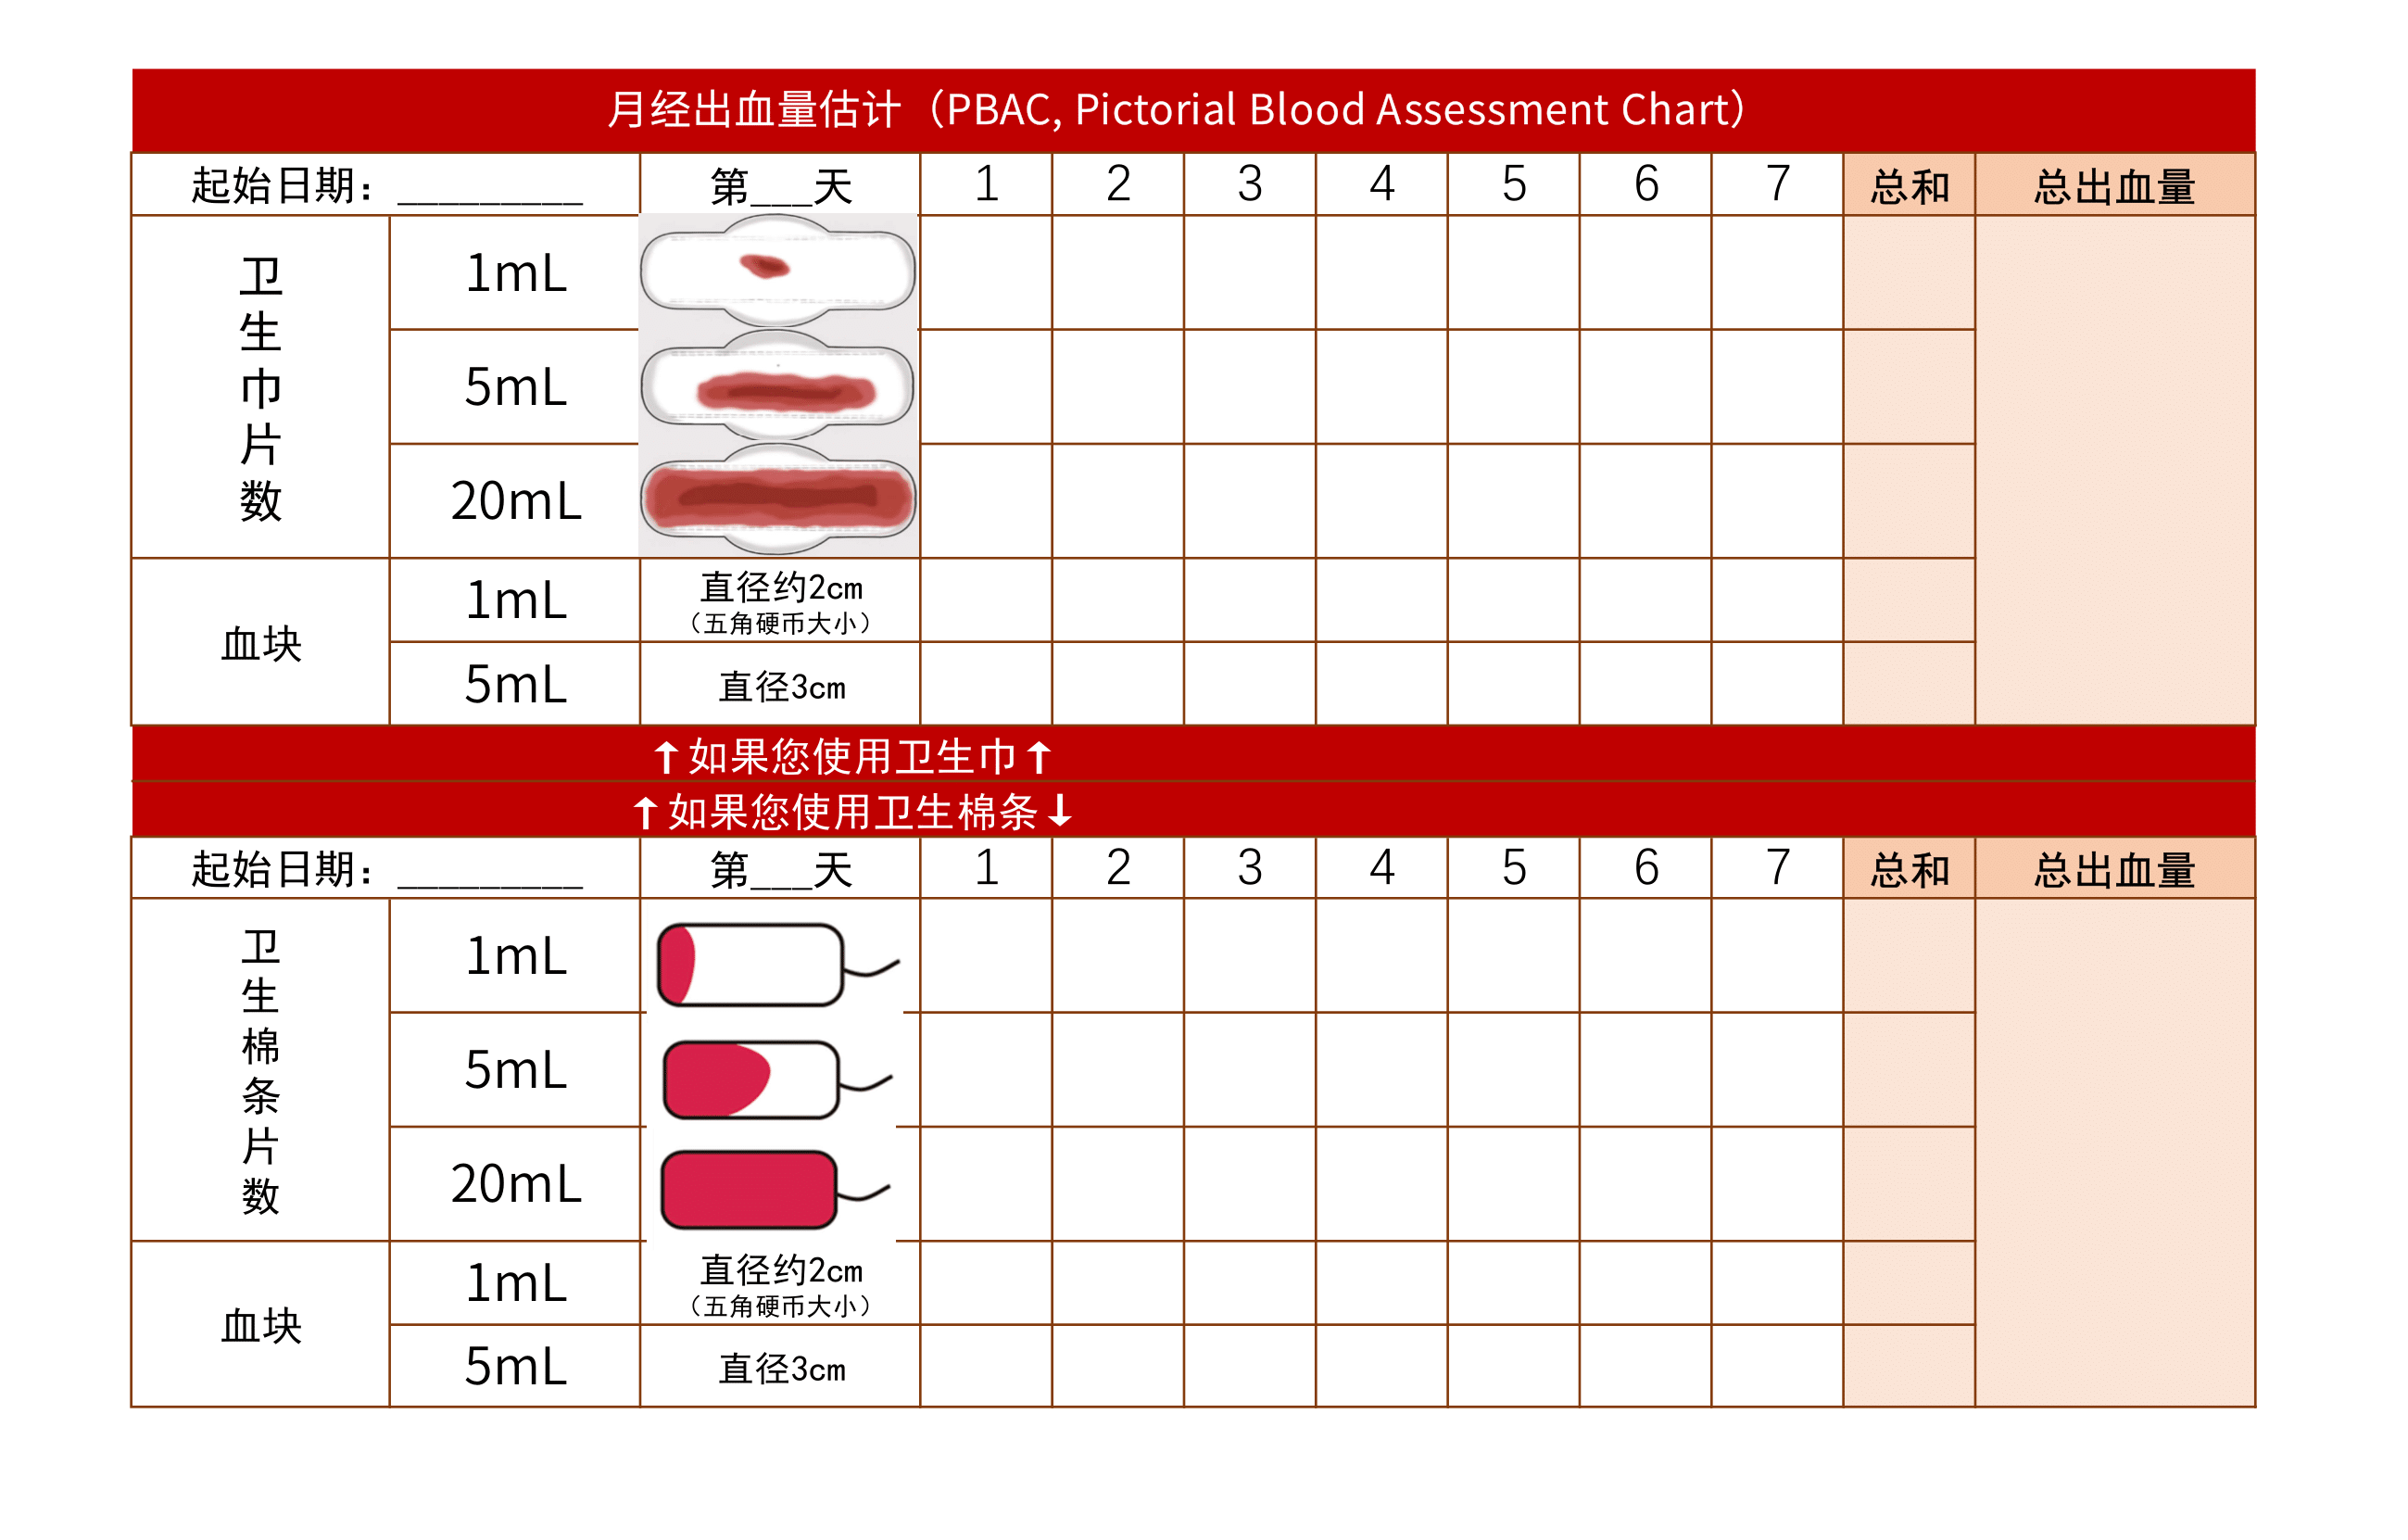 月经出血量估计（PBAC, Pictorial Blood Assessment Chart）
起始日期：_________ 第___天 1 2 3 4 5 6 7 总和 总出血量
卫生巾片数
1mL
5mL
20mL
血块
1mL 直径约2cm
（五角硬币大小）
5mL 直径3cm
↑如果您使用卫生巾↑
↑如果您使用卫生棉条↓
起始日期：_________ 第___天 1 2 3 4 5 6 7 总和 总出血量
卫生棉条片数
1mL
5mL
20mL
血块
1mL 直径约2cm
（五角硬币大小）
5mL 直径3cm